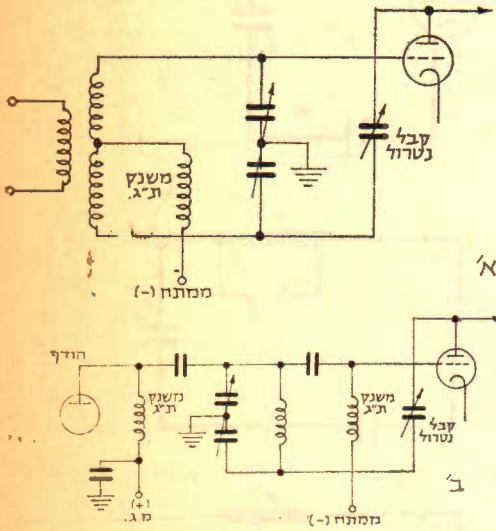 קבל
נטרול
משנק
ת"ג.
ממתח (-)
א'
הודף
משנק
ת"ג
משנק
ת"ג
קבל
נטרול
(+)
מ.ג.
ממתח (-)
ב'